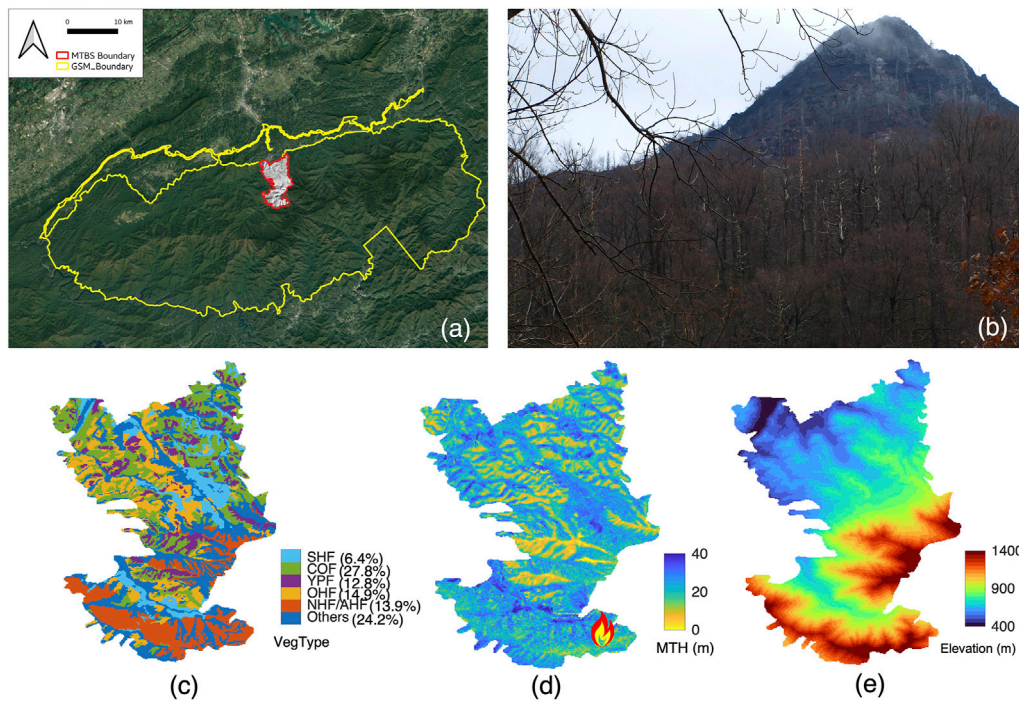 0 10 km
MTBS Boundary
GSM_Boundary
(a)
(b)
SHF (6.4%)
COF (27.8%)
YPF (12.8%)
OHF (14.9%)
NHF/AHF (13.9%)
Others (24.2%)
VegType
40
20
0
MTH (m)
1400
900
400
Elevation (m)
(c)
(d)
(e)